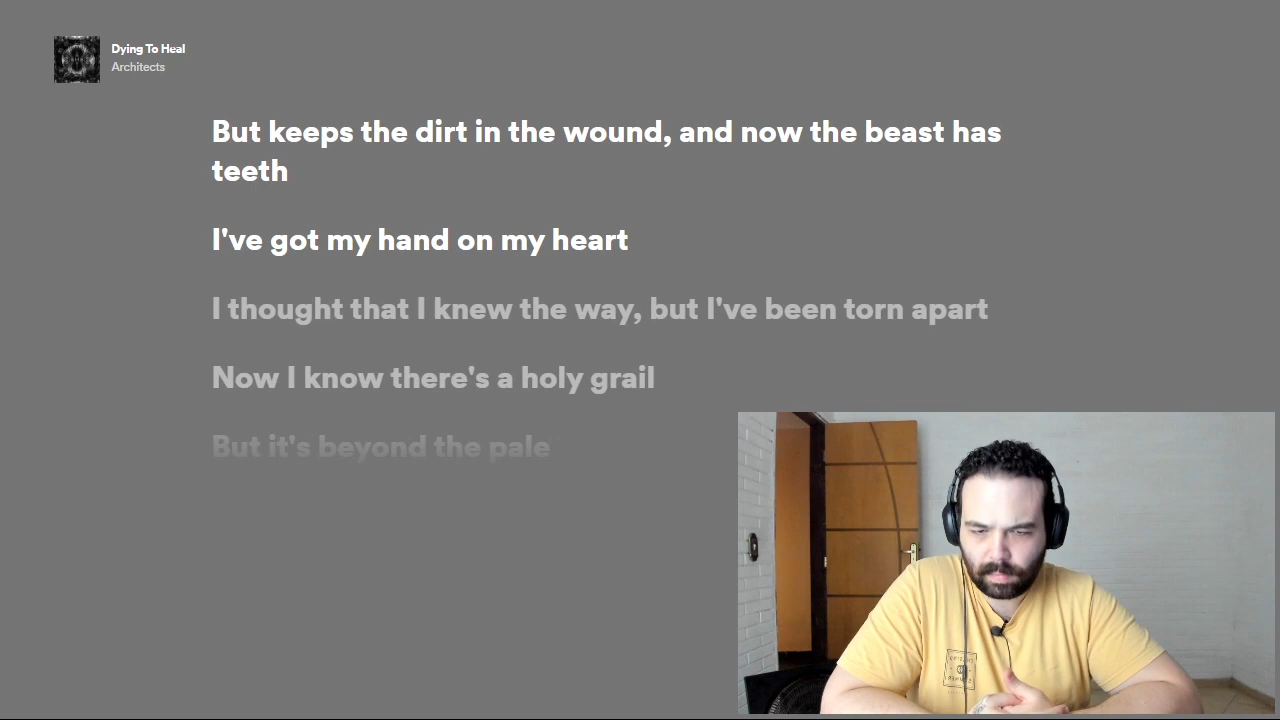 Dying To Heal
Architects
But keeps the dirt in the wound, and now the beast has
teeth
I've got my hand on my heart
I thought that I knew the way, but I've been torn apart
Now I know there's a holy grail
But it's beyond the pale